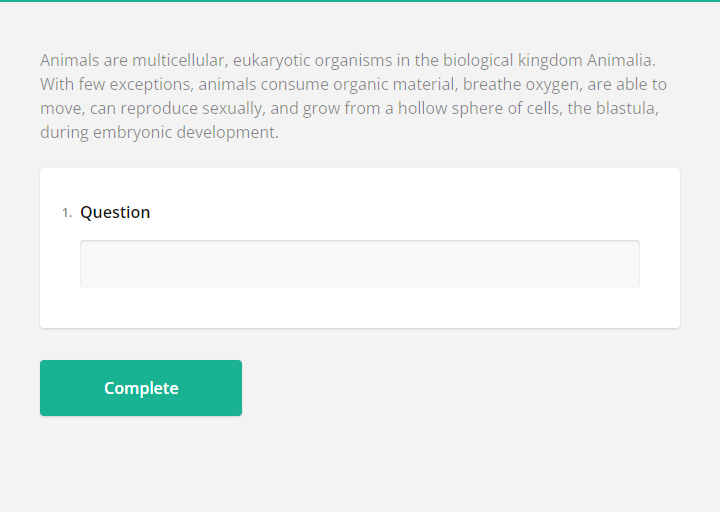 Animals are multicellular, eukaryotic organisms in the biological kingdom Animalia.
With few exceptions, animals consume organic material, breathe oxygen, are able to
move, can reproduce sexually, and grow from a hollow sphere of cells, the blastula,
during embryonic development.
1. Question
Complete